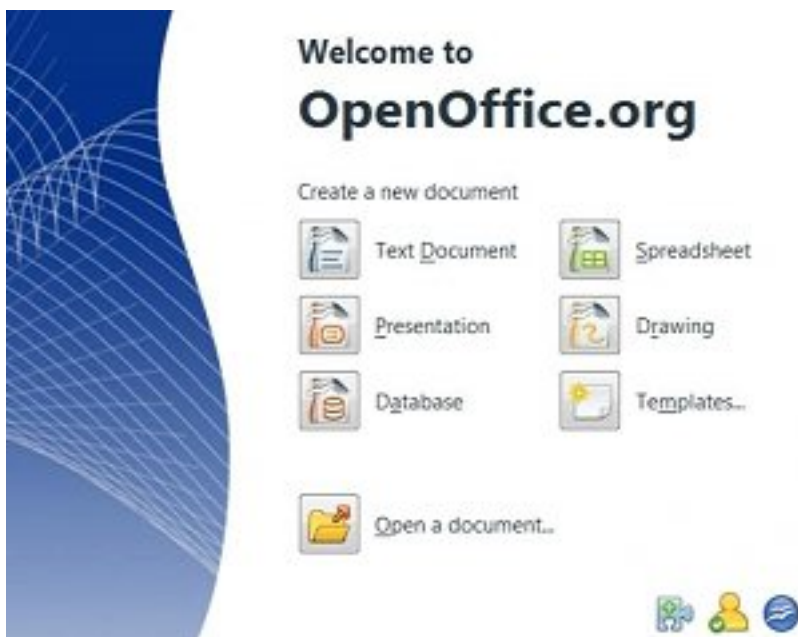 Welcome to
OpenOffice.org
Create a new document
Text Document
Spreadsheet
Presentation
Drawing
Database
Templates...
Open a document...